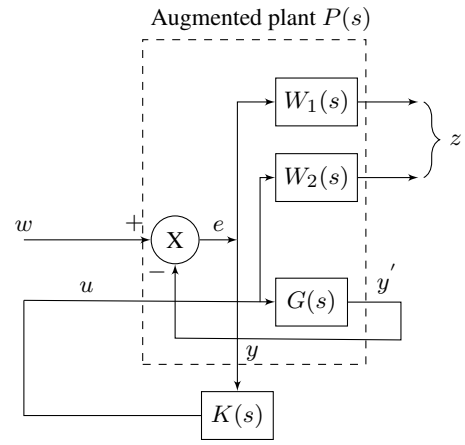 Augmented plant P(s)
W₁(s)
z
W₂(s)
w
+
X
e
−
u
G(s)
y'
y
K(s)